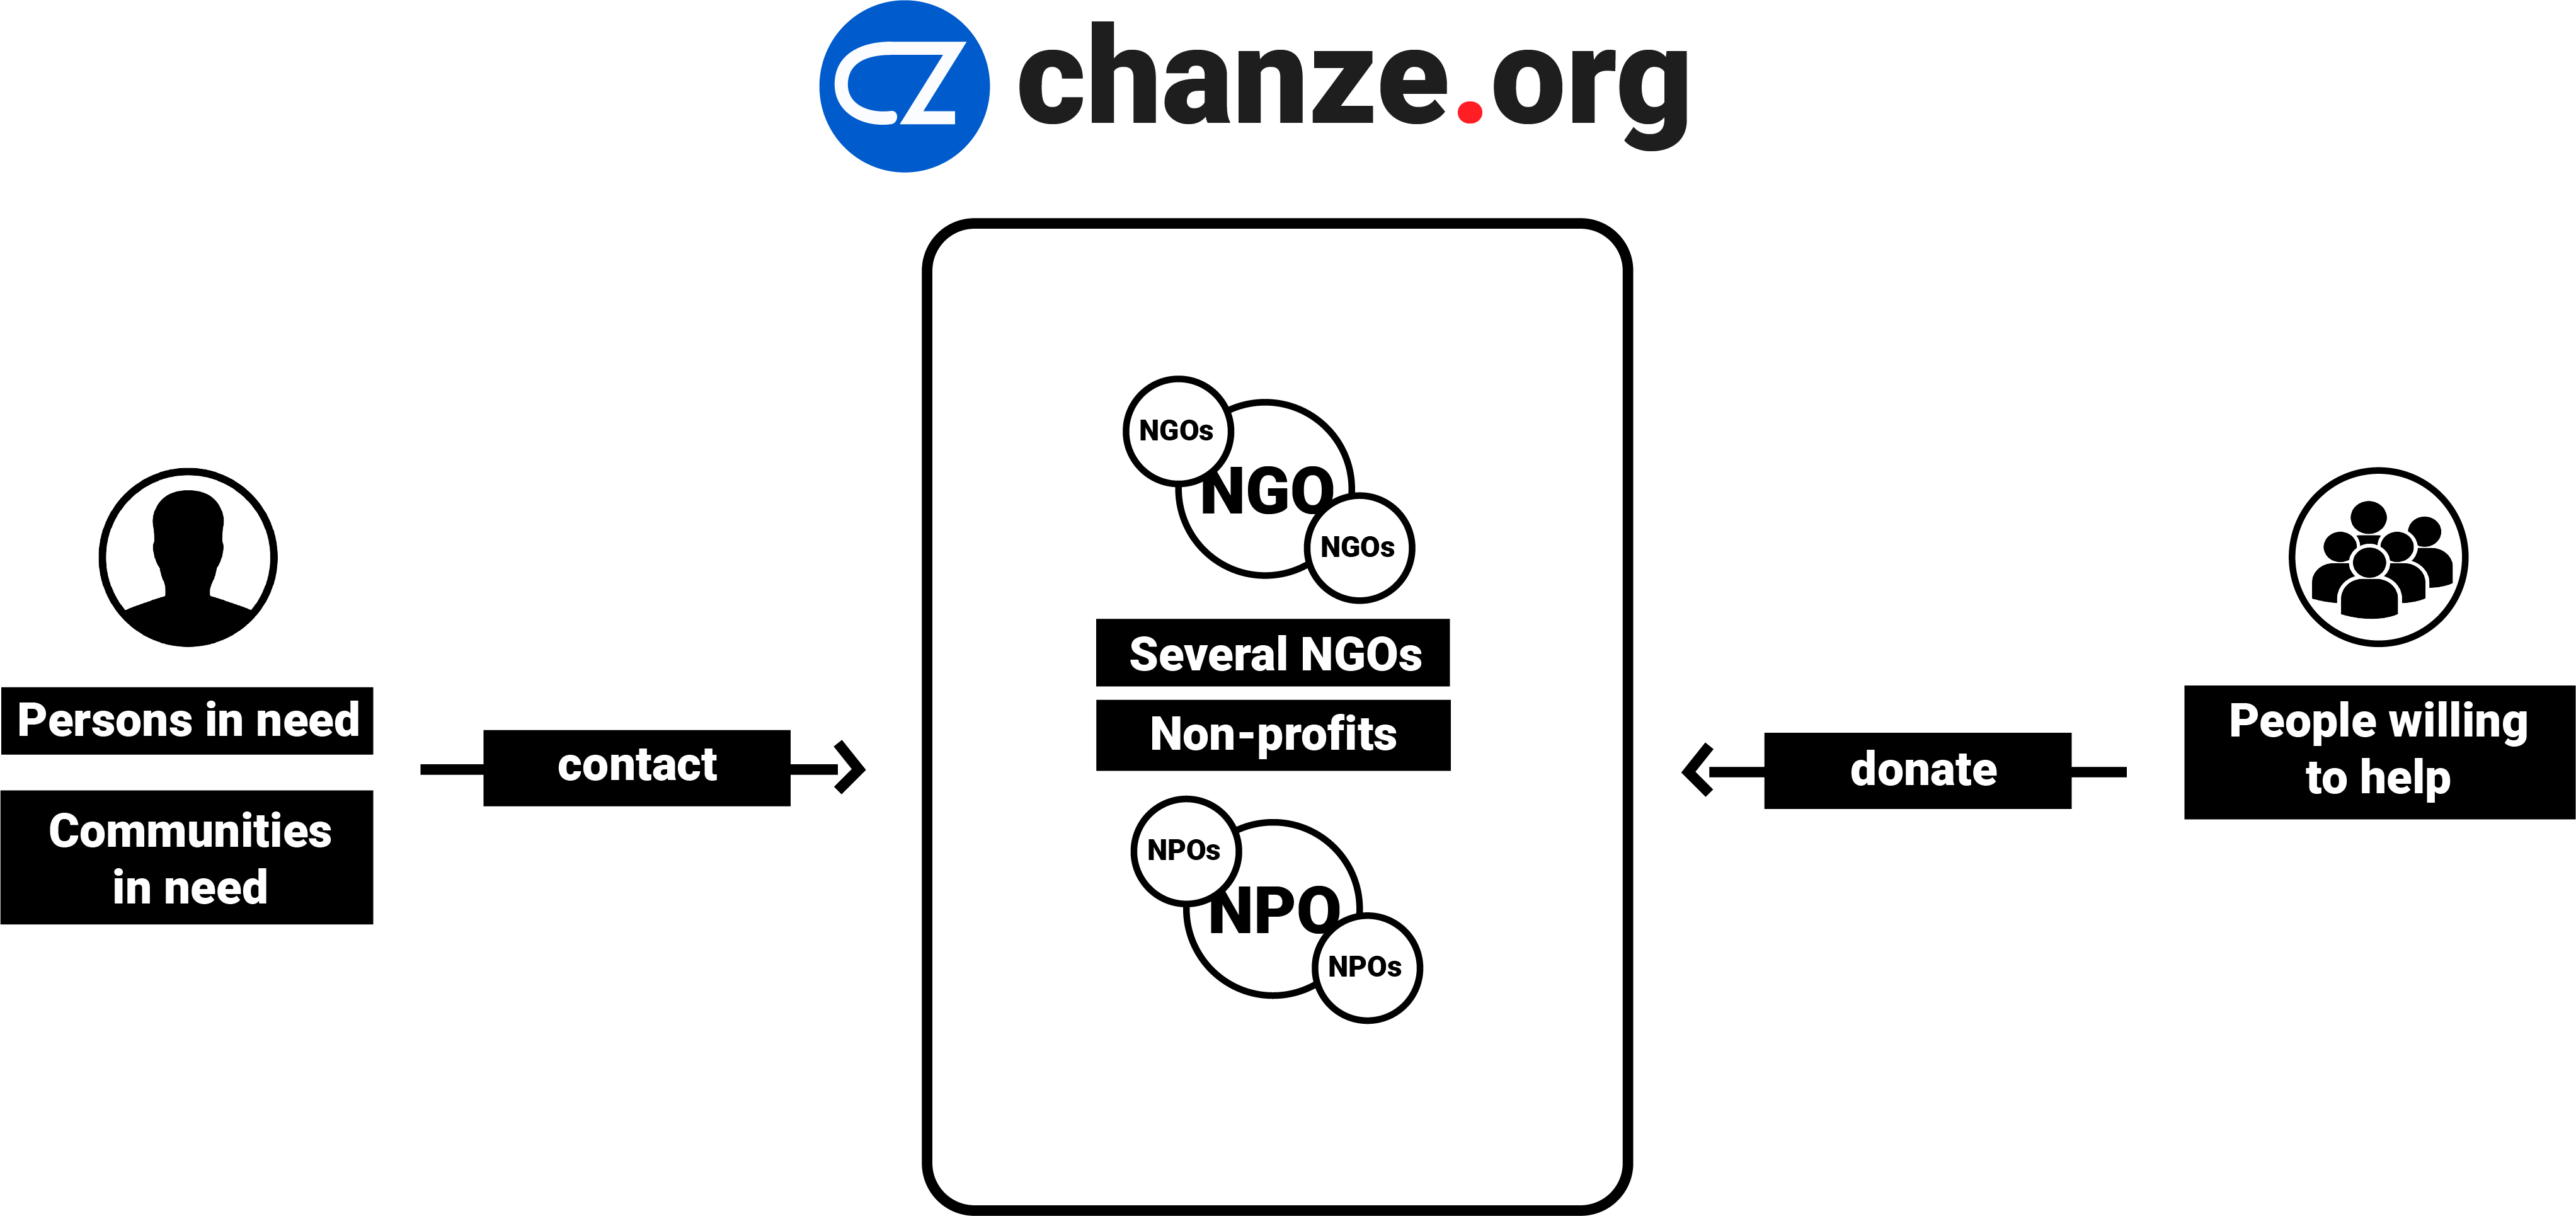 CZ chanze.org
NGOs
NGO
NGOs
Several NGOs
Non-profits
NPOs
NPO
NPOs
Persons in need
Communities
in need
contact
donate
People willing
to help